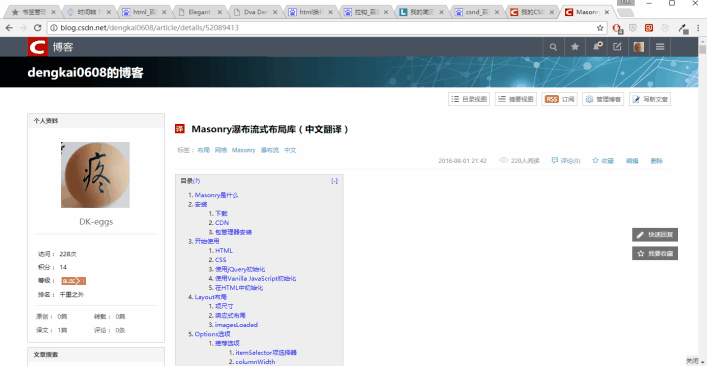 书签管理
时间轴
html_百
Elegant
Dva De
html换
拉勾_百
我的简历
csnd_百
我的CSD
Mason
blog.csdn.net/dengkai0608/article/details/52089413
C 博客
dengkai0608的博客
目录视图 摘要视图 RSS 订阅 管理博客 写新文章
个人资料
疼
DK-eggs
访问： 228次
积分： 14
等级： BLOG 1
排名： 千里之外
原创： 0篇 转载： 0篇
译文： 1篇 评论： 0条
文章搜索
译 Masonry瀑布流式布局库（中文翻译）
标签： 布局 网格 Masonry 瀑布流 中文
2016-08-01 21:42 220人阅读 评论(0) 收藏 编辑 删除
目录(?) [-]
1. Masonry是什么
2. 安装
1. 下载
2. CDN
3. 包管理器安装
3. 开始使用
1. HTML
2. CSS
3. 使用jQuery初始化
4. 使用Vanilla JavaScript初始化
5. 在HTML中初始化
4. Layout布局
1. 项尺寸
2. 响应式布局
3. imagesLoaded
5. Options选项
1. 推荐选项
1. itemSelector项选择器
2. columnWidth
快速回复
我要收藏
关闭